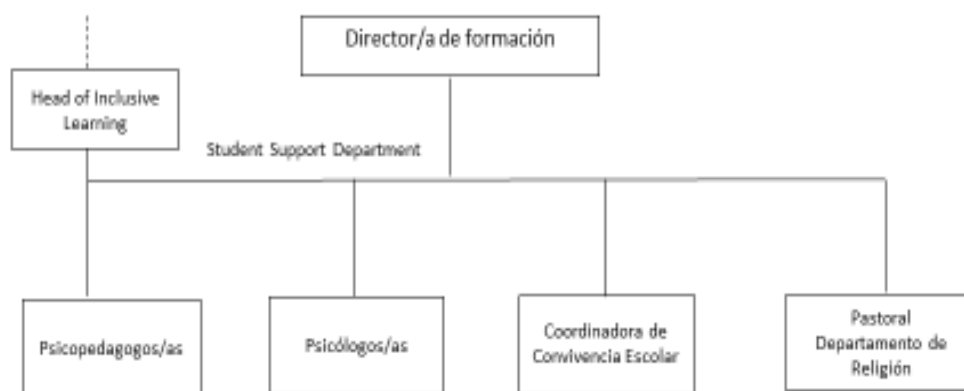 Director/a de formación
Head of Inclusive
Learning
Student Support Department
Psicopedagogos/as
Psicólogos/as
Coordinadora de
Convivencia Escolar
Pastoral
Departamento de
Religión